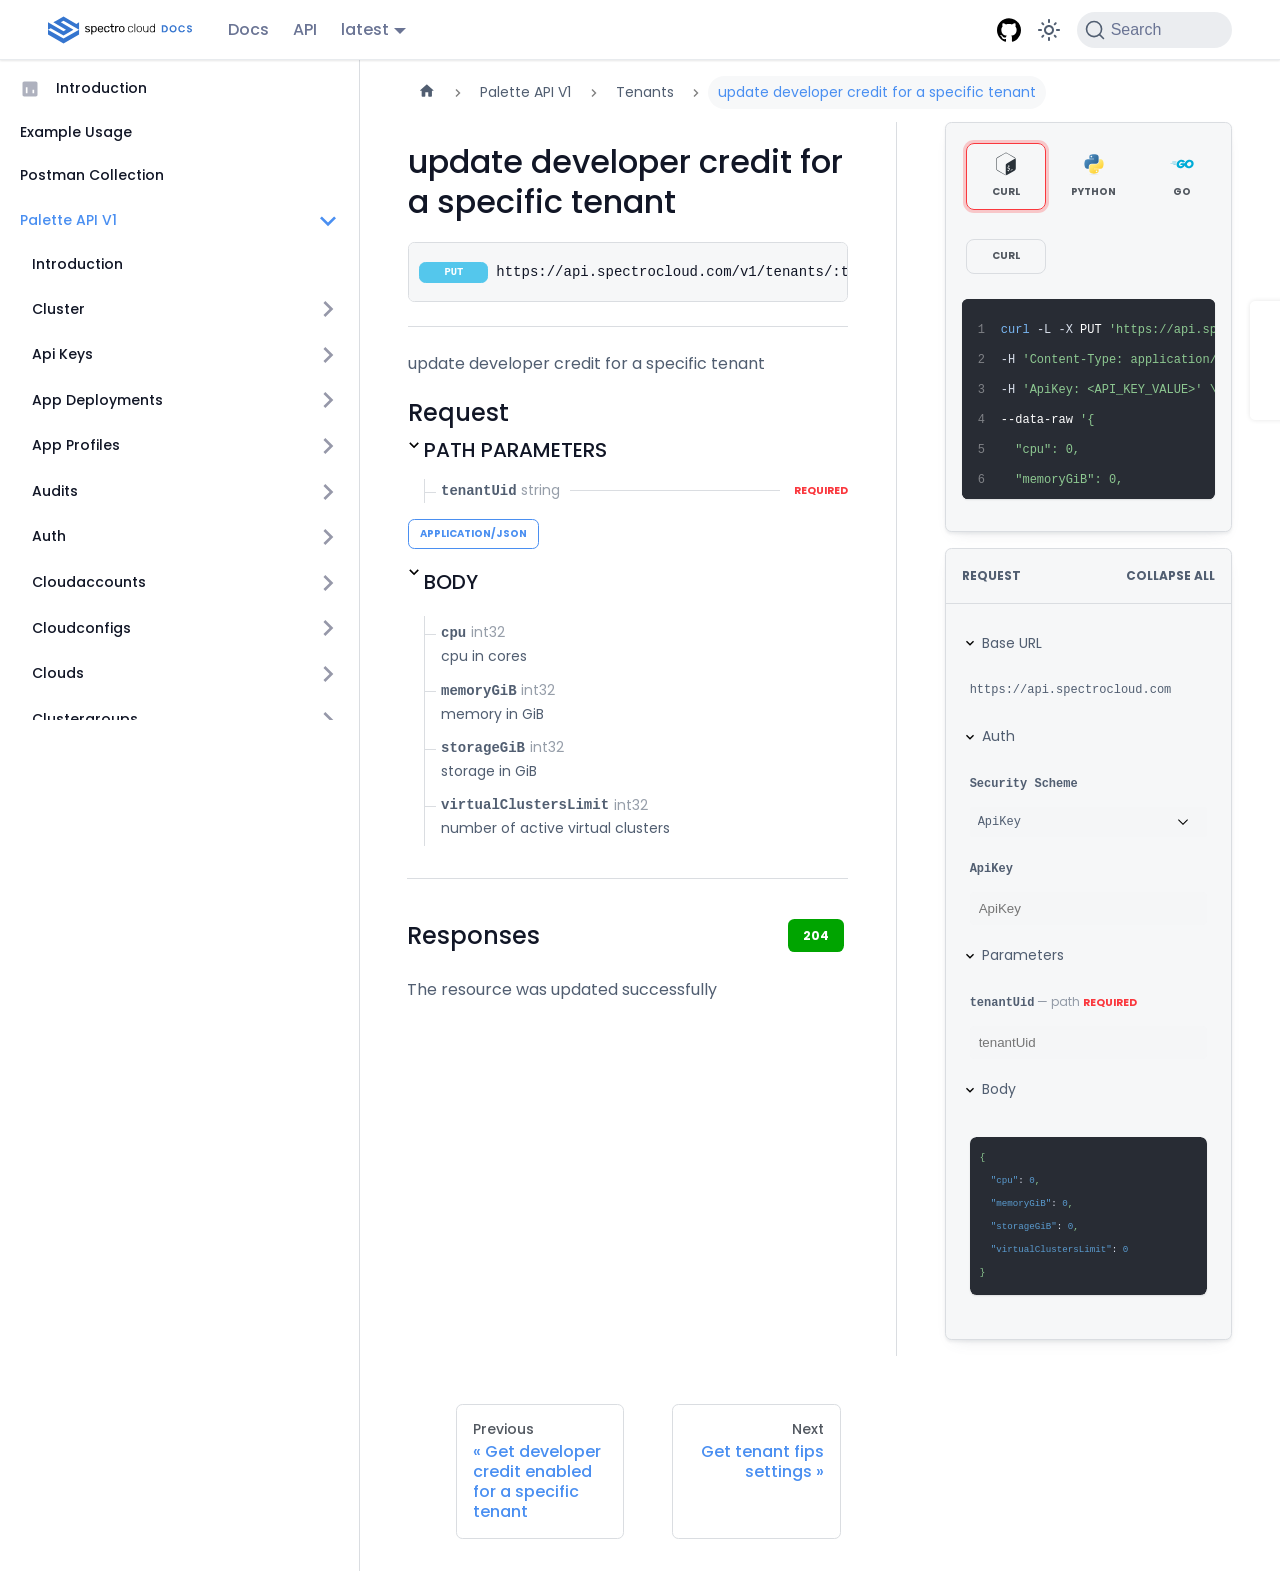 spectro cloud DOCS
Docs
API
latest
Search
Introduction
Example Usage
Postman Collection
Palette API V1
Introduction
Cluster
Api Keys
App Deployments
App Profiles
Audits
Auth
Cloudaccounts
Cloudconfigs
Clouds
Clustergroups
Palette API V1
Tenants
update developer credit for a specific tenant
update developer credit for
a specific tenant
PUT https://api.spectrocloud.com/v1/tenants/:t
update developer credit for a specific tenant
Request
PATH PARAMETERS
tenantUid string REQUIRED
APPLICATION/JSON
BODY
cpu int32
cpu in cores
memoryGiB int32
memory in GiB
storageGiB int32
storage in GiB
virtualClustersLimit int32
number of active virtual clusters
Responses
204
The resource was updated successfully
CURL
PYTHON
GO
CURL
1 curl -L -X PUT 'https://api.sp
2 -H 'Content-Type: application/
3 -H 'ApiKey: <API_KEY_VALUE>' \
4 --data-raw '{
5 "cpu": 0,
6 "memoryGiB": 0,
REQUEST
COLLAPSE ALL
Base URL
https://api.spectrocloud.com
Auth
Security Scheme
ApiKey
ApiKey
ApiKey
Parameters
tenantUid — path REQUIRED
tenantUid
Body
{
"cpu": 0,
"memoryGiB": 0,
"storageGiB": 0,
"virtualClustersLimit": 0
}
Previous
« Get developer
credit enabled
for a specific
tenant
Next
Get tenant fips
settings »